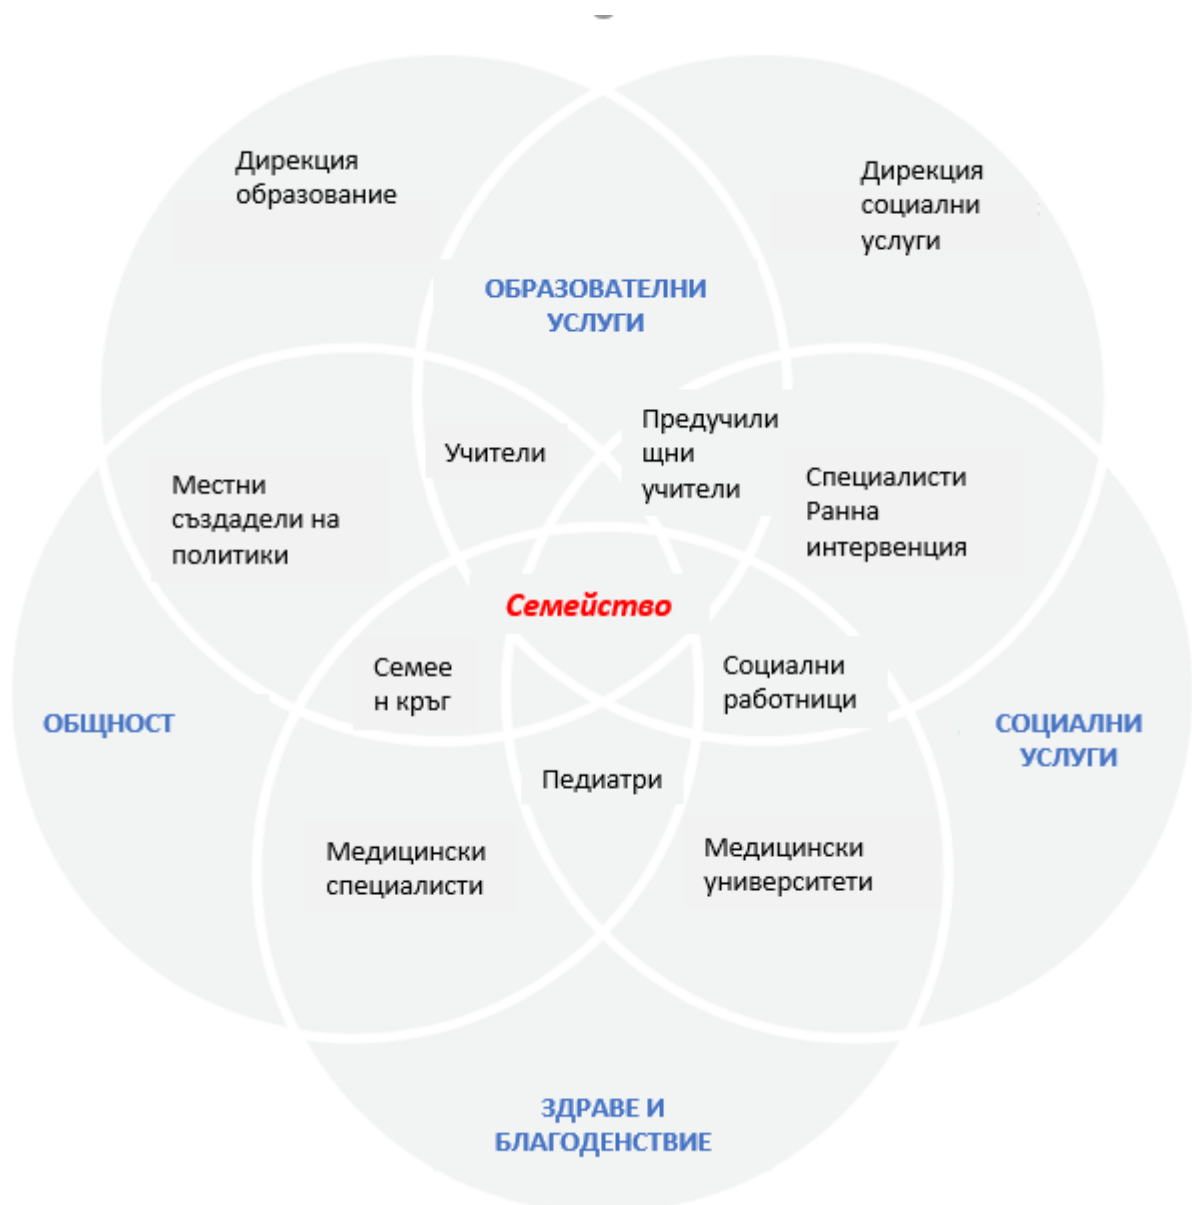 Дирекция
образование
Дирекция
социални
услуги
ОБРАЗОВАТЕЛНИ
УСЛУГИ
Учители
Предучили
щни
учители
Местни
създадели на
политики
Специалисти
Ранна
интервенция
Семейство
Семее
н кръг
Социални
работници
ОБЩНОСТ
СОЦИАЛНИ
УСЛУГИ
Педиатри
Медицински
специалисти
Медицински
университети
ЗДРАВЕ И
БЛАГОДЕНСТВИЕ